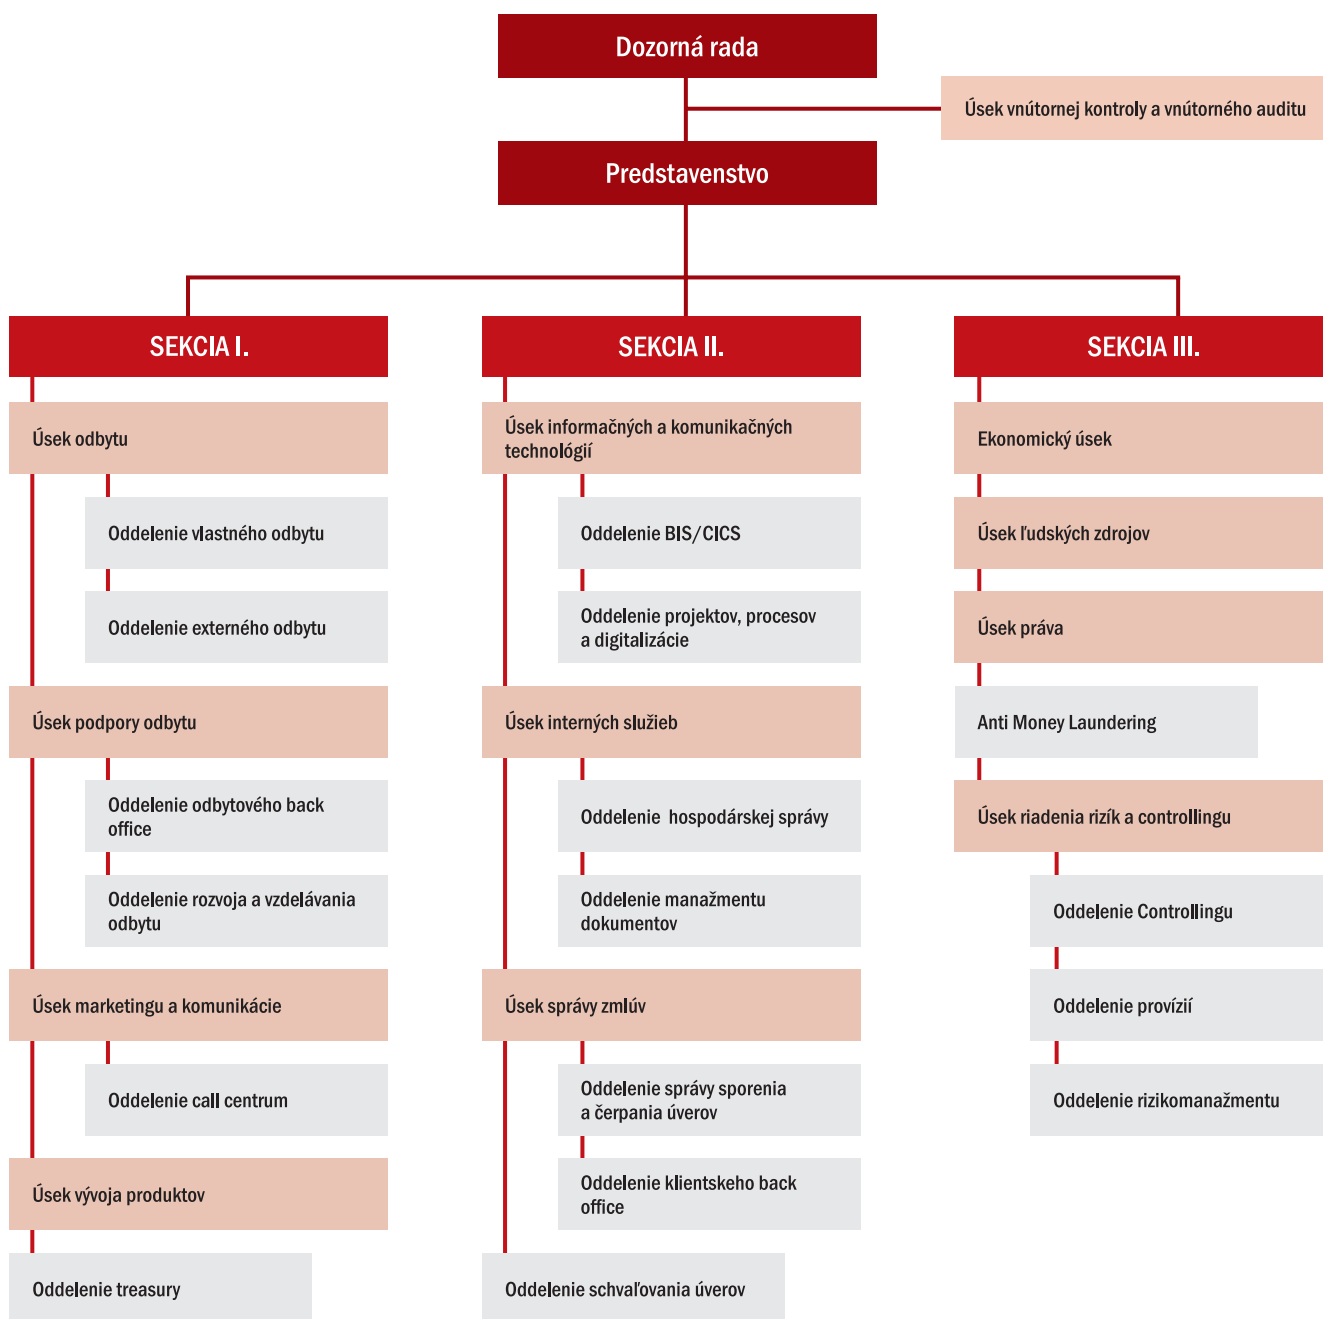 Dozorná rada
Úsek vnútornej kontroly a vnútorného auditu
Predstavenstvo
SEKCIA I.
Úsek odbytu
Oddelenie vlastného odbytu
Oddelenie externého odbytu
Úsek podpory odbytu
Oddelenie odbytového back
office
Oddelenie rozvoja a vzdelávania
odbytu
Úsek marketingu a komunikácie
Oddelenie call centrum
Úsek vývoja produktov
Oddelenie treasury
SEKCIA II.
Úsek informačných a komunikačných
technológií
Oddelenie BIS/CICS
Oddelenie projektov, procesov
a digitalizácie
Úsek interných služieb
Oddelenie hospodárskej správy
Oddelenie manažmentu
dokumentov
Úsek správy zmlúv
Oddelenie správy sporenia
a čerpania úverov
Oddelenie klientskeho back
office
Oddelenie schvaľovania úverov
SEKCIA III.
Ekonomický úsek
Úsek ľudských zdrojov
Úsek práva
Anti Money Laundering
Úsek riadenia rizík a controllingu
Oddelenie Controllingu
Oddelenie provízií
Oddelenie rizikomanažmentu